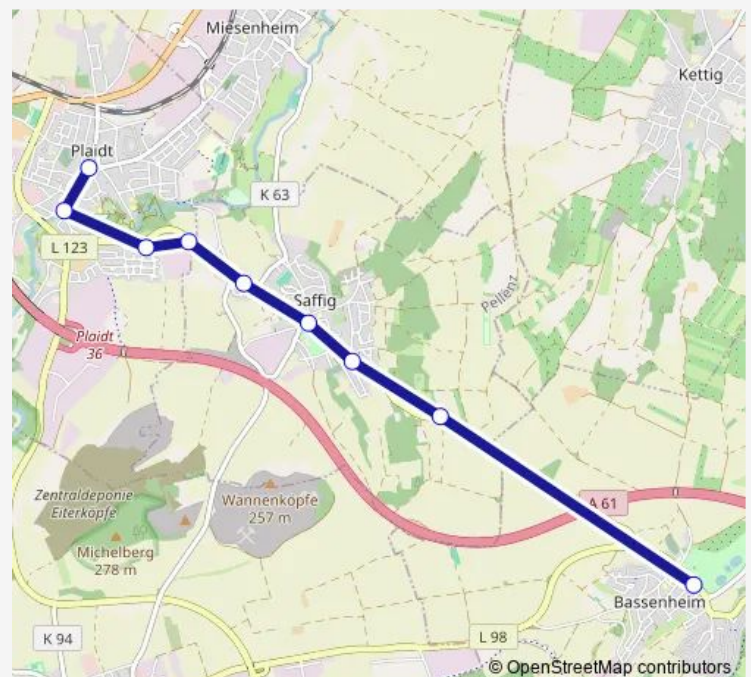 Miesenheim
Kettig
Plaidt
K 63
L 123
Pellenz
Saffig
Plaidt
36
A 61
Zentraldeponie
Eiterköpfe
Wannenköpfe
257 m
Michelberg
278 m
Bassenheim
K 94
L 98
© OpenStreetMap contributors